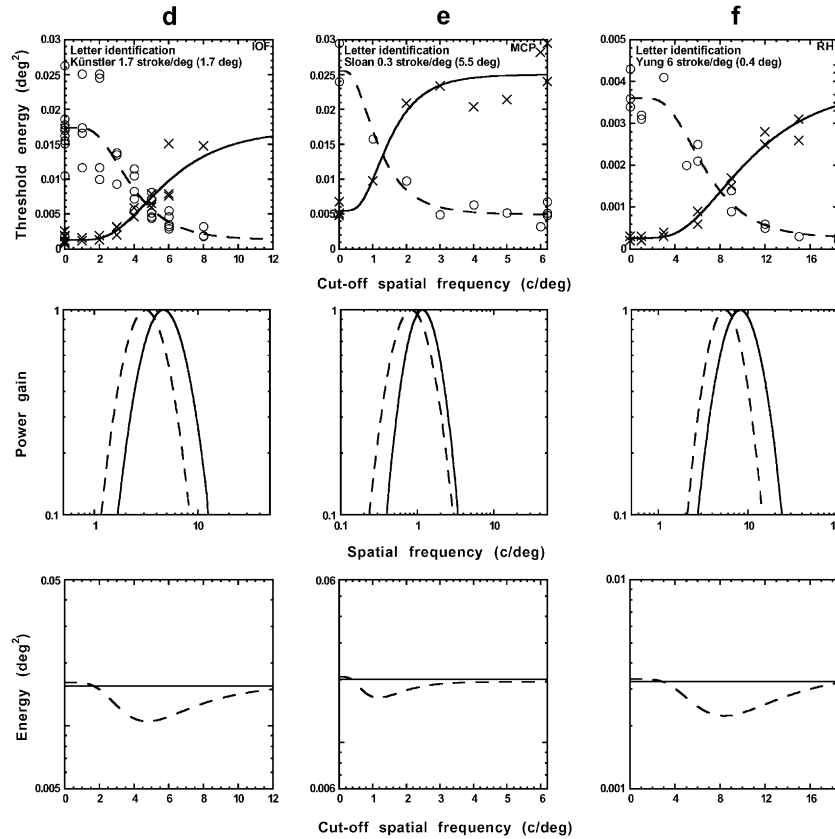 d e f
Threshold energy (deg²)
0.03
0.025
0.02
0.015
0.01
0.005
0
Letter identification
Künstler 1.7 stroke/deg (1.7 deg)
IOF
0 2 4 6 8 10 12
0.03
0.025
0.02
0.015
0.01
0.005
0
Letter identification
Sloan 0.3 stroke/deg (5.5 deg)
MCP
0 1 2 3 4 5 6
0.005
0.004
0.003
0.002
0.001
0
Letter identification
Yung 6 stroke/deg (0.4 deg)
RH
0 4 8 12 16
Cut-off spatial frequency (c/deg)
Power gain
1
0.1
1 10
1
0.1
0.1 1 10
1
0.1
1 10
Spatial frequency (c/deg)
Energy (deg²)
0.05
0.005
0 2 4 6 8 10 12
0.06
0.006
0 1 2 3 4 5 6
0.01
0.001
0 4 8 12 16
Cut-off spatial frequency (c/deg)